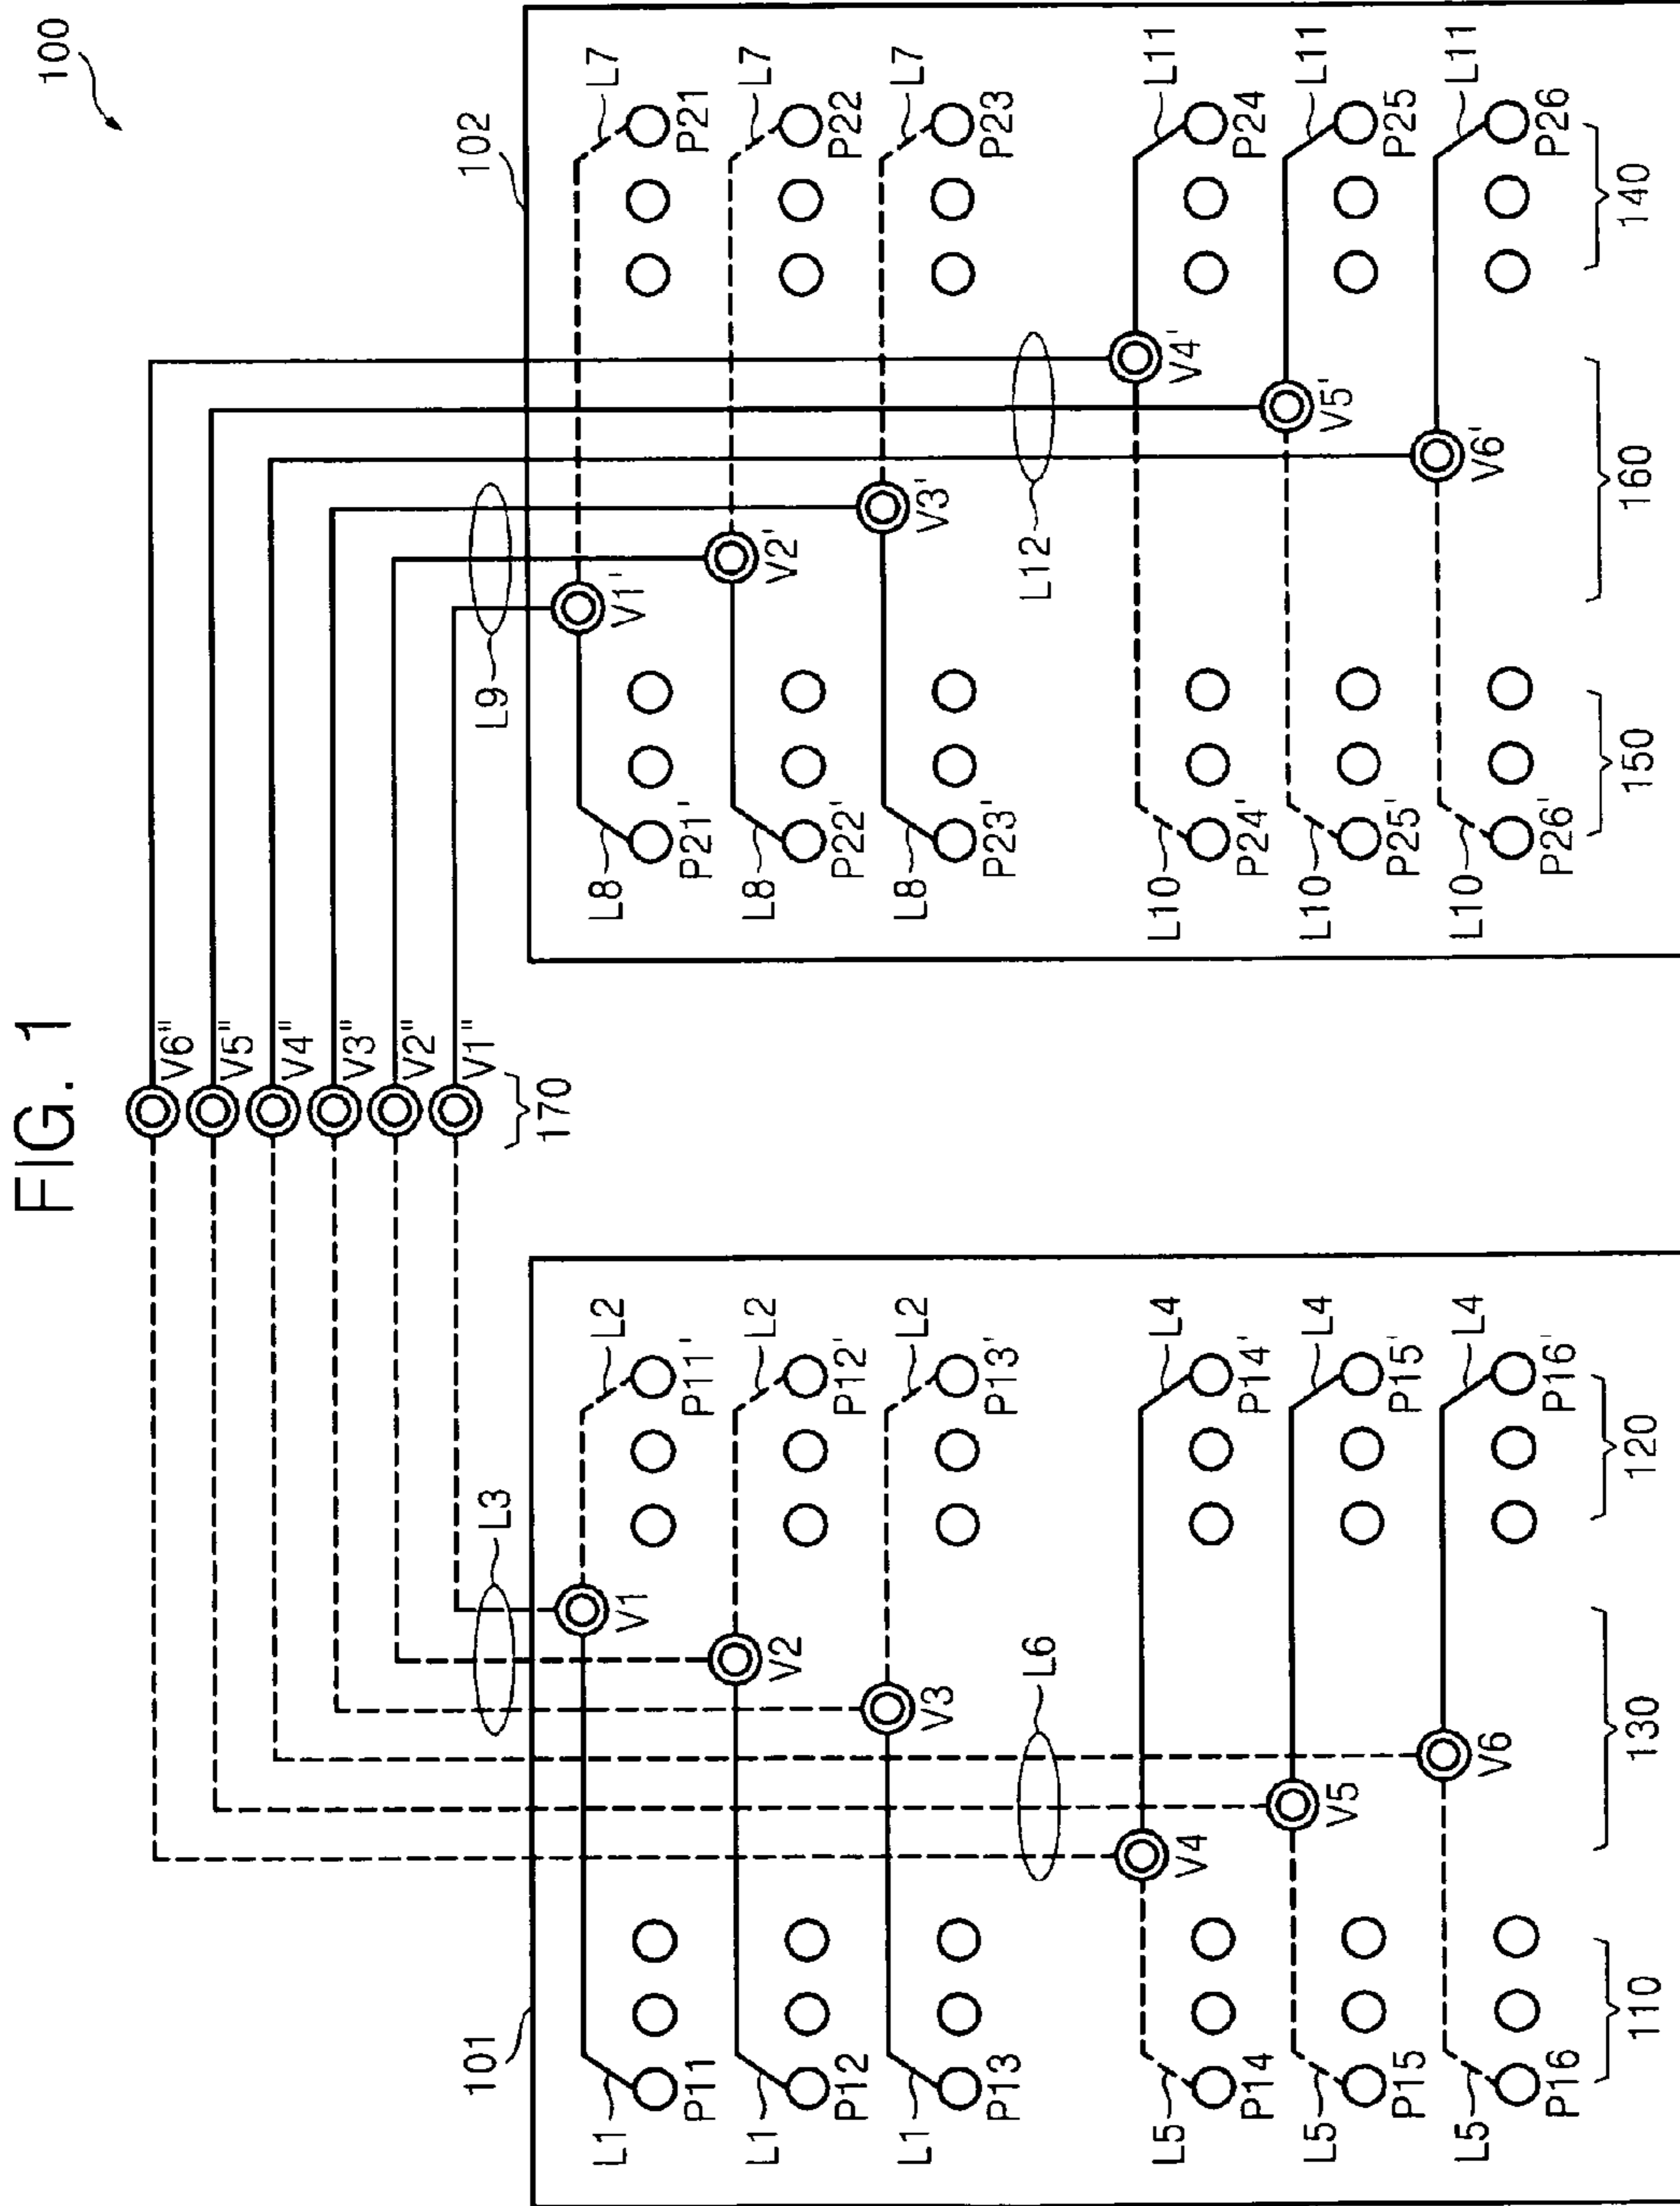 FIG. 1
100
V6"
V5"
V4"
V3"
V2"
V1"
170
101 L3 L9 102
L1 L2 L8 L7
V1 V1'
P11 P11' P21' P21
L1 L2 L8 L7
V2 V2'
P12 P12' P22' P22
L1 L2 L8 L7
V3 V3'
P13 P13' P23' P23
L6 L12
L5 L4 L10 L11
V4 V4'
P14 P14' P24' P24
L5 L4 L10 L11
V5 V5'
P15 P15' P25' P25
L5 L4 L10 L11
V6 V6'
P16 P16' P26' P26
110 130 120 150 160 140